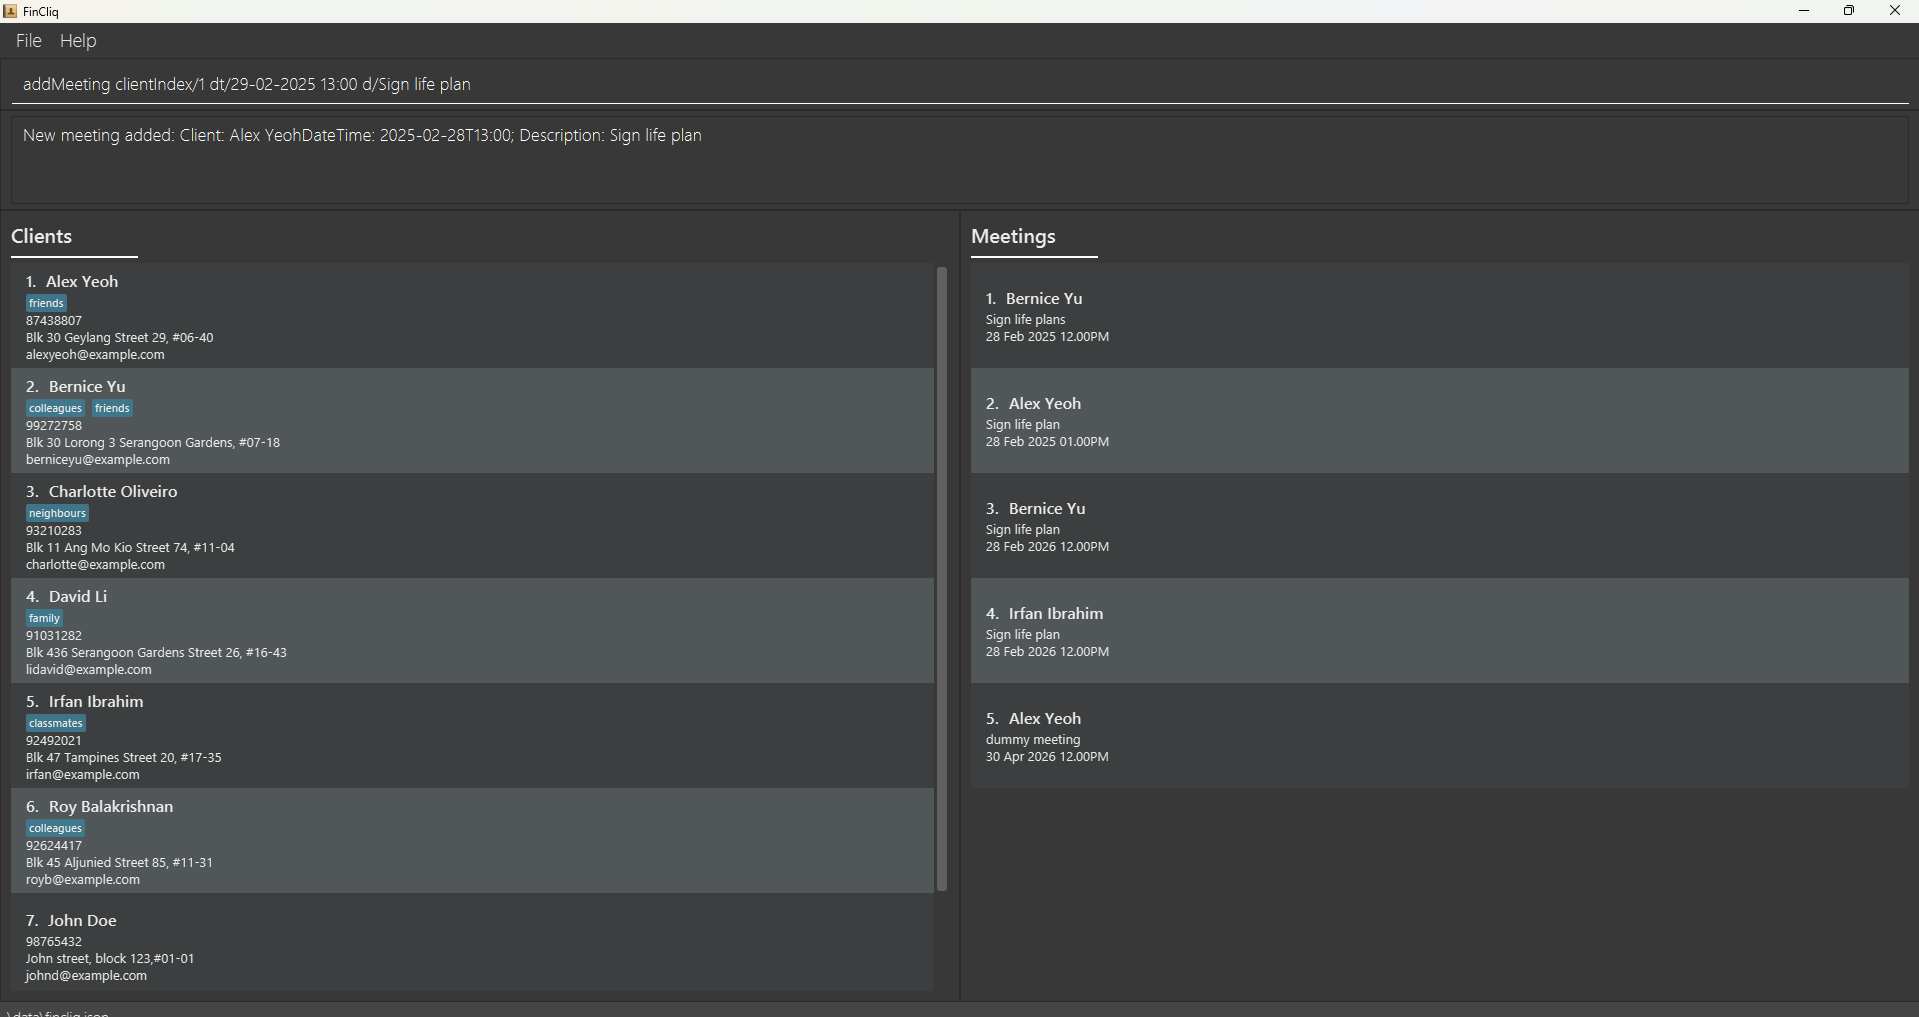 FinCliq
File Help
addMeeting clientIndex/1 dt/29-02-2025 13:00 d/Sign life plan
New meeting added: Client: Alex YeohDateTime: 2025-02-28T13:00; Description: Sign life plan
Clients
1. Alex Yeoh
friends
87438807
Blk 30 Geylang Street 29, #06-40
alexyeoh@example.com
2. Bernice Yu
colleagues friends
99272758
Blk 30 Lorong 3 Serangoon Gardens, #07-18
berniceyu@example.com
3. Charlotte Oliveiro
neighbours
93210283
Blk 11 Ang Mo Kio Street 74, #11-04
charlotte@example.com
4. David Li
family
91031282
Blk 436 Serangoon Gardens Street 26, #16-43
lidavid@example.com
5. Irfan Ibrahim
classmates
92492021
Blk 47 Tampines Street 20, #17-35
irfan@example.com
6. Roy Balakrishnan
colleagues
92624417
Blk 45 Aljunied Street 85, #11-31
royb@example.com
7. John Doe
98765432
John street, block 123,#01-01
johnd@example.com
Meetings
1. Bernice Yu
Sign life plans
28 Feb 2025 12.00PM
2. Alex Yeoh
Sign life plan
28 Feb 2025 01.00PM
3. Bernice Yu
Sign life plan
28 Feb 2026 12.00PM
4. Irfan Ibrahim
Sign life plan
28 Feb 2026 12.00PM
5. Alex Yeoh
dummy meeting
30 Apr 2026 12.00PM